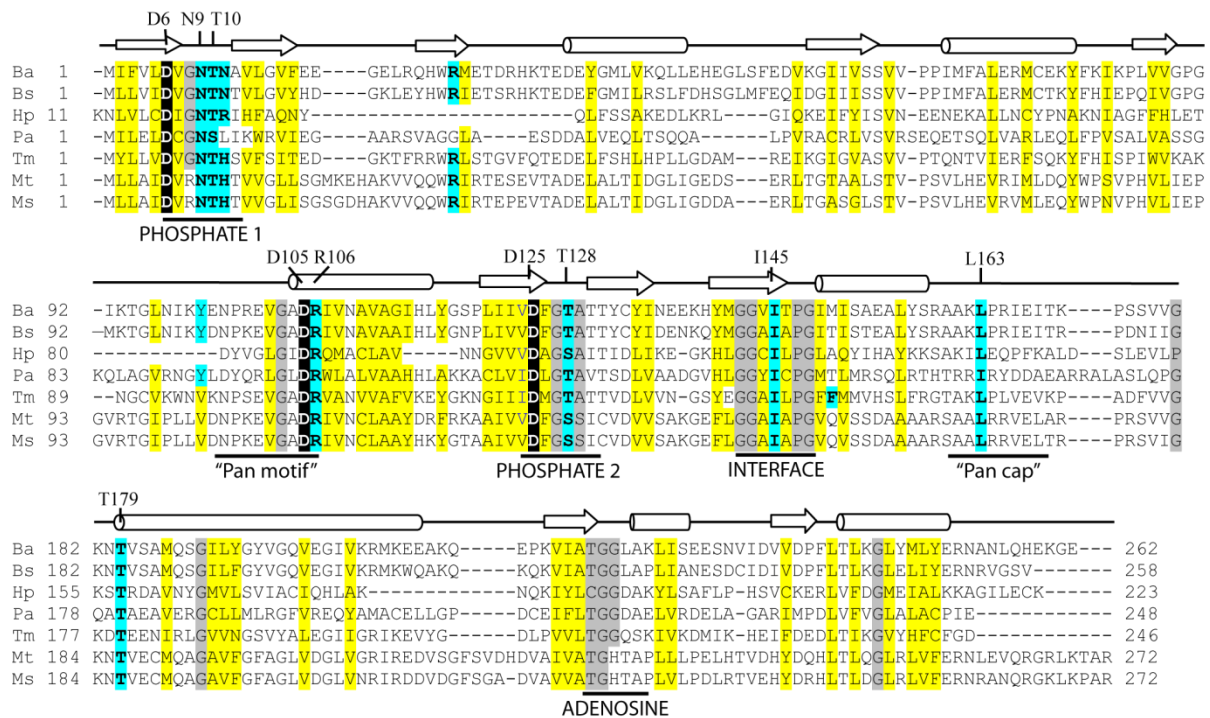 D6 N9 T10
Ba 1 -MIFVLDVGNTNAVLGVFEE----GELRQHWRMETDRHKTEDEYGMLVKQLLEHEGLSFEDVKGIIVSSVV-PPIMFALERMCEKYFKIKPLVVGPG
Bs 1 -MLLVIDVGNTNTVLGVYHD----GKLEYHWRIETSRHKTEDEFGMILRSLFDHSGLMFEQIDGIIISSVV-PPIMFALERMCTKYFHIEPQIVGPG
Hp 11 KNLVLCDIGNTRIHFAQNY----------------QLFSSAKEDLKRL---GIQKEIFYISVN-EENEKALLNCYPNAKNIAGFFHLET
Pa 1 -MILELDCGNSLIKWRVIEG---AARSVAGGLA---ESDDALVEQLTSQQA----LPVRACRLVSVRSEQETSQLVARLEQLFPVSALVASSG
Tm 1 -MYLLVDVGNTHSVFSITED----GKTFRRWRLSTGVFQTEDELFSHLHPLLGDAM---REIKGIGVASVV-PTQNTVIERFSQKYFHISPIWVKAK
Mt 1 -MLLAIDVRNTHTVVGLLSGMKEHAKVVQQWRIRTESEVTADELALTIDGLIGEDS---ERLTGTAALSTV-PSVLHEVRIMLDQYWPSVPHVLIEP
Ms 1 -MLLAIDVRNTHTVVGLISGSGDHAKVVQQWRIRTEPEVTADELALTIDGLIGDDA---ERLTGASGLSTV-PSVLHEVRVMLEQYWPNVPHVLIEP
PHOSPHATE 1
D105 R106 D125 T128 I145 L163
Ba 92 -IKTGLNIKYENPREVGADRIVNAVAGIHLYGSPLIIVDFGTATTYCYINEEKHYMGGVITPGIMISAEALYSRAAKLPRIEITK----PSSVVG
Bs 92 -MKTGLNIKYDNPREVGADRIVNAVAAIHLYGNPLIVVDFGTATTYCYIDENKQYMGGAIAPGITISTEALYSRAAKLPRIEITR----PDNIIG
Hp 80 ----------DYVGLGIDRQMACLAV-----NNGVVVDAGSAITIDLIKE-GKHLGGCILPGLAQYIHAYKKSAKILEQPFKALD---SLEVLP
Pa 83 KQLAGVRNGYLDYQRLGLDRWLALVAAHHLAKKACLVIDLGTAVTSDLVAADGVHLGGYICPGMTLMRSQLRTHTRRIRYDDAEARRALASLQPG
Tm 89 -NGCVKWNVKNPSEVGADRVANVVAFVKEYGKNGIIIDMGTATTVDLVVN-GSYEGGAILPGFFMMVHSLFRGTAKLPLVEVKP----ADFVVG
Mt 93 GVRTGIPLLVDNPKEVGADRIVNCLAAYDRFRKAAIVVDFGSSICVDVVSAKGEFLGGAIAPGVQVSSDAAAARSAALRRVELAR----PRSVVG
Ms 93 GVRTGIPLLVDNPKEVGADRIVNCLAAYHKYGTAAIVVDFGSSICVDVVSAKGEFLGGAIAPGVQVSSDAAAARSAALRRVELTR----PRSVIG
"Pan motif" PHOSPHATE 2 INTERFACE "Pan cap"
T179
Ba 182 KNTVSAMQSGILYGYVGQVEGIVKRMKEEAKQ-----EPKVIATGGLAKLISEESNVIDVVDPFLTLKGLYMLYERNANLQHEKGE--- 262
Bs 182 KNTVSAMQSGILFGYVGQVEGIVKRMKWQAKQ-----KQKVIATGGLAPLIANESDCIDIVDPFLTLKGLELIYERNRVGSV------- 258
Hp 155 KSTRDAVNYGMVLSVIACIQHLAK-------NQKIYLCGGDAKYLSAFLP-HSVCKERLVFDGMEIALKKAGILECK---- 223
Pa 178 QATAEAVERGCLLMLRGFVREQYAMACELLGP-----DCEIFLTGGDAELVRDELA-GARIMPDLVFVGLALACPIE--------- 248
Tm 177 KDTEENIRLGVVNGSVYALEGIIGRIKEVYG------DLPVVLTGGQSKIVKDMIK-HEIFDEDLTIKGVYHFCFGD--------- 246
Mt 184 KNTVECMQAGAVFGFAGLVDGLVGRIREDVSGFSVDHDVAIVATGHTAPLLLPELHTVDHYDQHLTLQGLRLVFERNLEVQRGRLKTAR 272
Ms 184 KNTVECMQAGAVFGFAGLVDGLVNRIRDDVDGFSGA-DVAVVATGHTAPLVLPDLRTVEHYDRHLTLDGLRLVFERNRANQRGKLKPAR 272
ADENOSINE